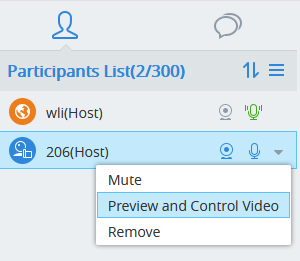 Participants List(2/300)
wli(Host)
206(Host)
Mute
Preview and Control Video
Remove